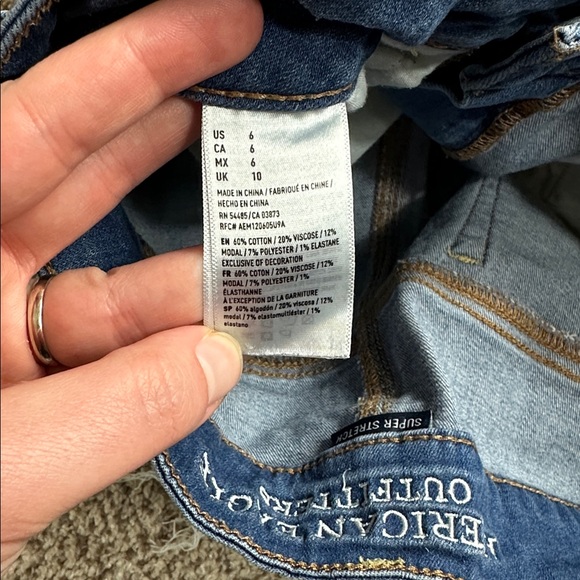 US 6
CA 6
MX 6
UK 10
MADE IN CHINA / FABRIQUÉ EN CHINE /
HECHO EN CHINA
RN 54485/CA 03873
RFC# AEM120605U9A
EN 60% COTTON / 20% VISCOSE / 12%
MODAL / 7% POLYESTER / 1% ELASTANE
EXCLUSIVE OF DECORATION
FR 60% COTON / 20% VISCOSE / 12%
MODAL / 7% POLYESTER / 1%
ÉLASTHANNE
À L'EXCEPTION DE LA GARNITURE
SP 60% algodón / 20% viscosa / 12%
modal / 7% elastomultiéster / 1%
elastano
SUPER STRETCH
OUTFITTERS